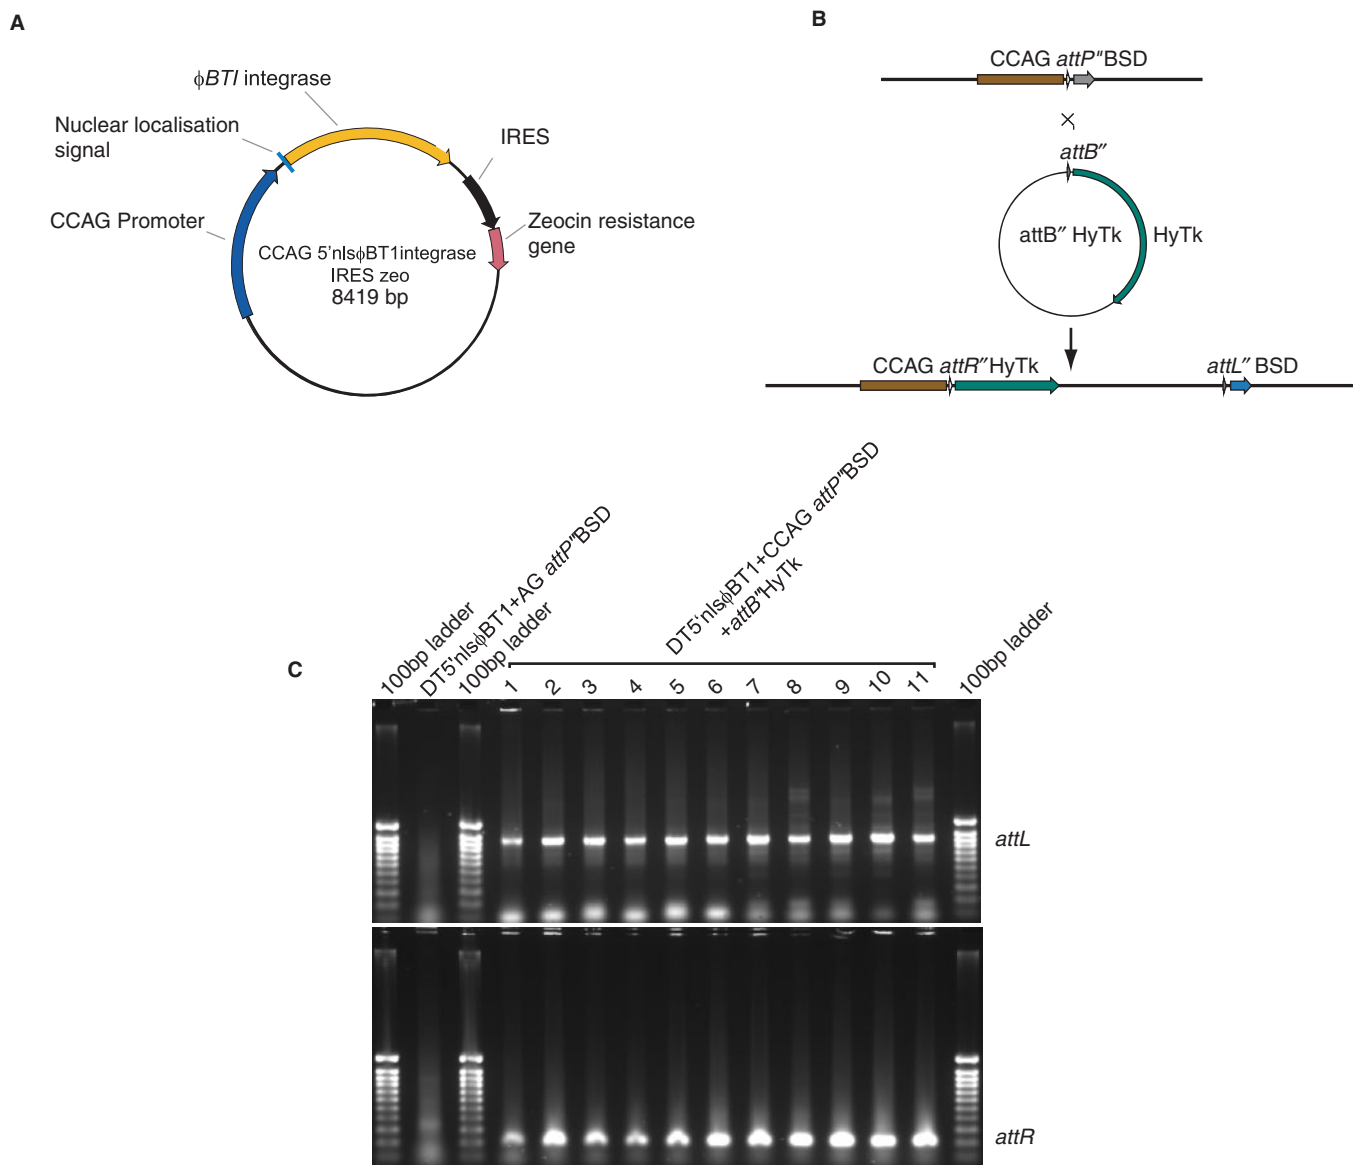 A
ϕBTI integrase
Nuclear localisation
signal
IRES
CCAG Promoter
Zeocin resistance
gene
CCAG 5'nlsϕBT1integrase
IRES zeo
8419 bp
B
CCAG attP"BSD
attB"
attB" HyTk
HyTk
CCAG attR"HyTk
attL" BSD
C
100bp ladder
DT5'nlsϕBT1+AG attP"BSD
100bp ladder
DT5'nlsϕBT1+CCAG attP"BSD
+attB"HyTk
1 2 3 4 5 6 7 8 9 10 11
100bp ladder
attL
attR